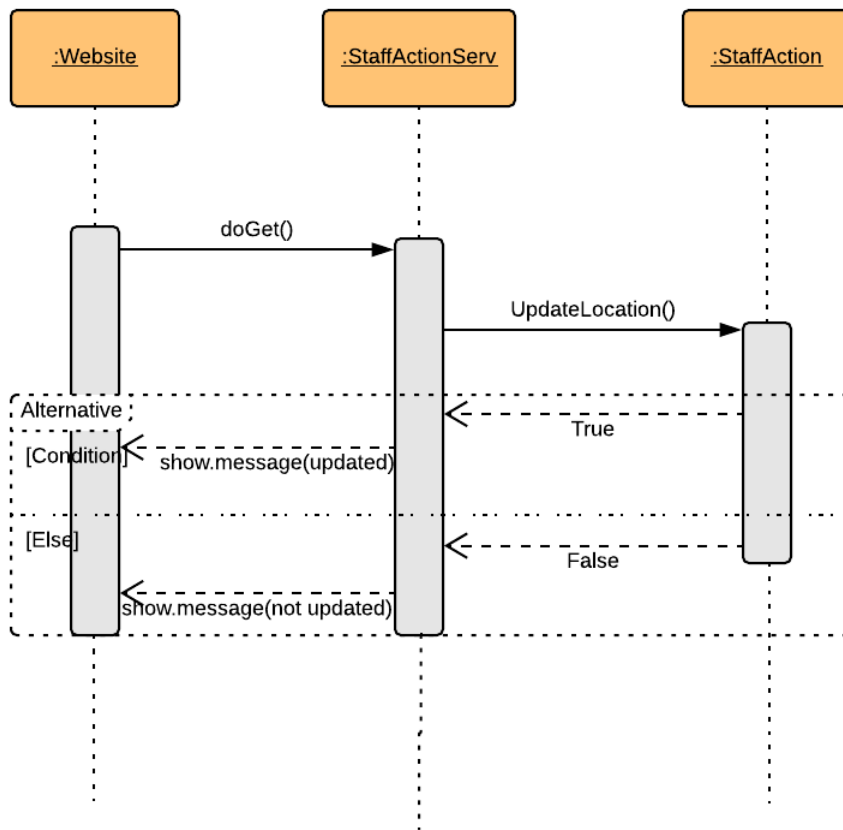 :Website
:StaffActionServ
:StaffAction
doGet()
UpdateLocation()
Alternative
True
[Condition]
show.message(updated)
[Else]
False
show.message(not updated)